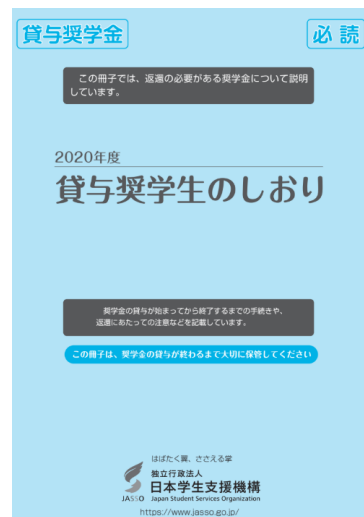 貸与奨学金
必読
この冊子では、返還の必要がある奨学金について説明
しています。
2020年度
貸与奨学生のしおり
奨学金の貸与が始まってから終了するまでの手続きや、
返還にあたっての注意などを記載しています。
この冊子は、奨学金の貸与が終わるまで大切に保管してください
はばたく翼、ささえる掌
独立行政法人
日本学生支援機構
JASSO Japan Student Services Organization
https://www.jasso.go.jp/